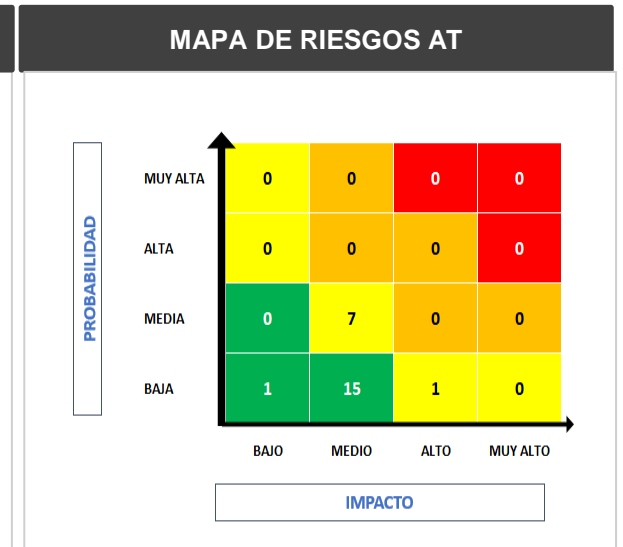 MAPA DE RIESGOS AT
PROBABILIDAD
MUY ALTA 0 0 0 0
ALTA 0 0 0 0
MEDIA 0 7 0 0
BAJA 1 15 1 0
BAJO MEDIO ALTO MUY ALTO
IMPACTO